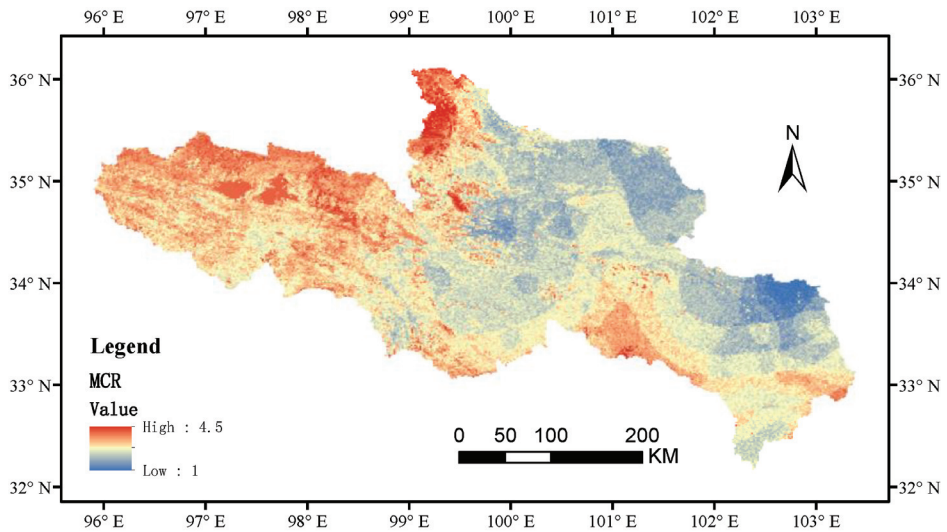 96° E 97° E 98° E 99° E 100° E 101° E 102° E 103° E
36° N 36° N
N
35° N 35° N
34° N 34° N
Legend
MCR
33° N 33° N
Value
High : 4.5
0 50 100 200
KM
Low : 1
32° N 32° N
96° E 97° E 98° E 99° E 100° E 101° E 102° E 103° E